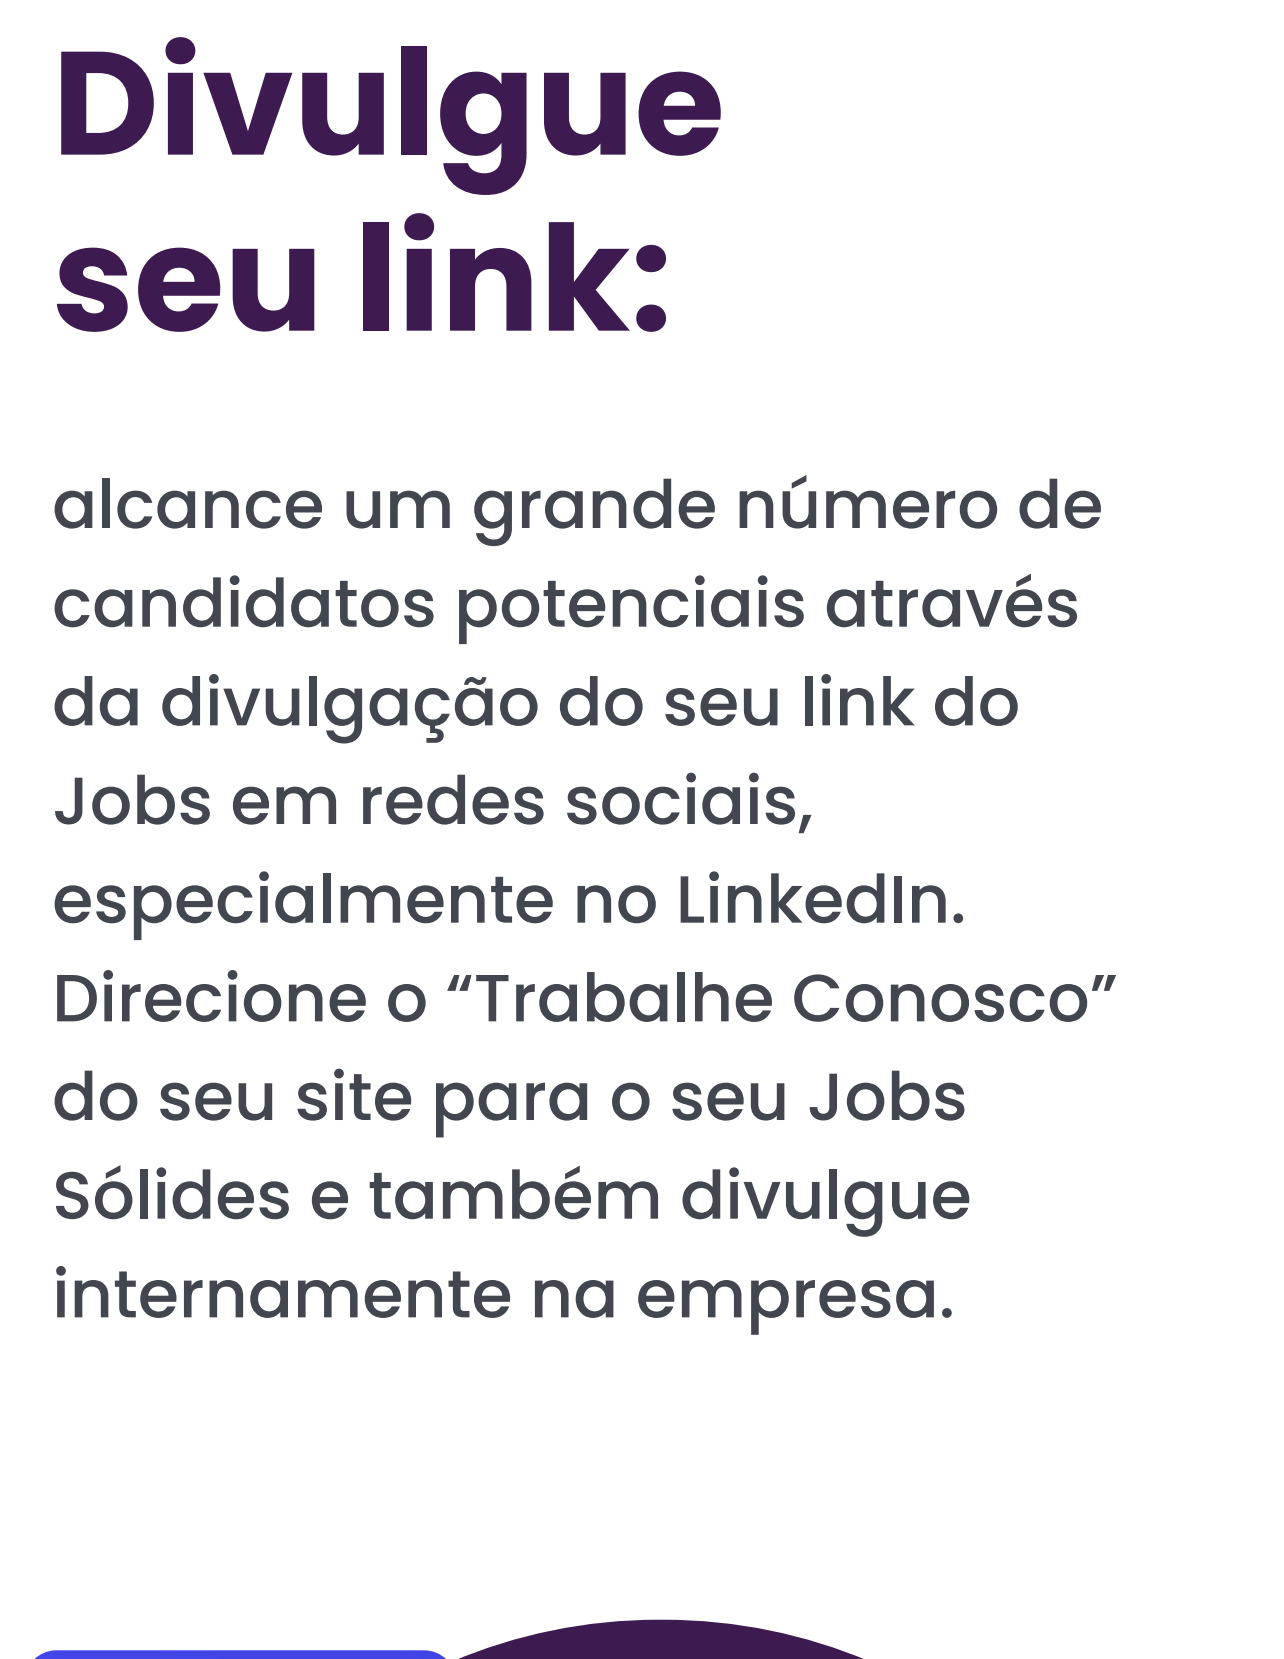 Divulgue
seu link:
alcance um grande número de
candidatos potenciais através
da divulgação do seu link do
Jobs em redes sociais,
especialmente no LinkedIn.
Direcione o “Trabalhe Conosco”
do seu site para o seu Jobs
Sólides e também divulgue
internamente na empresa.